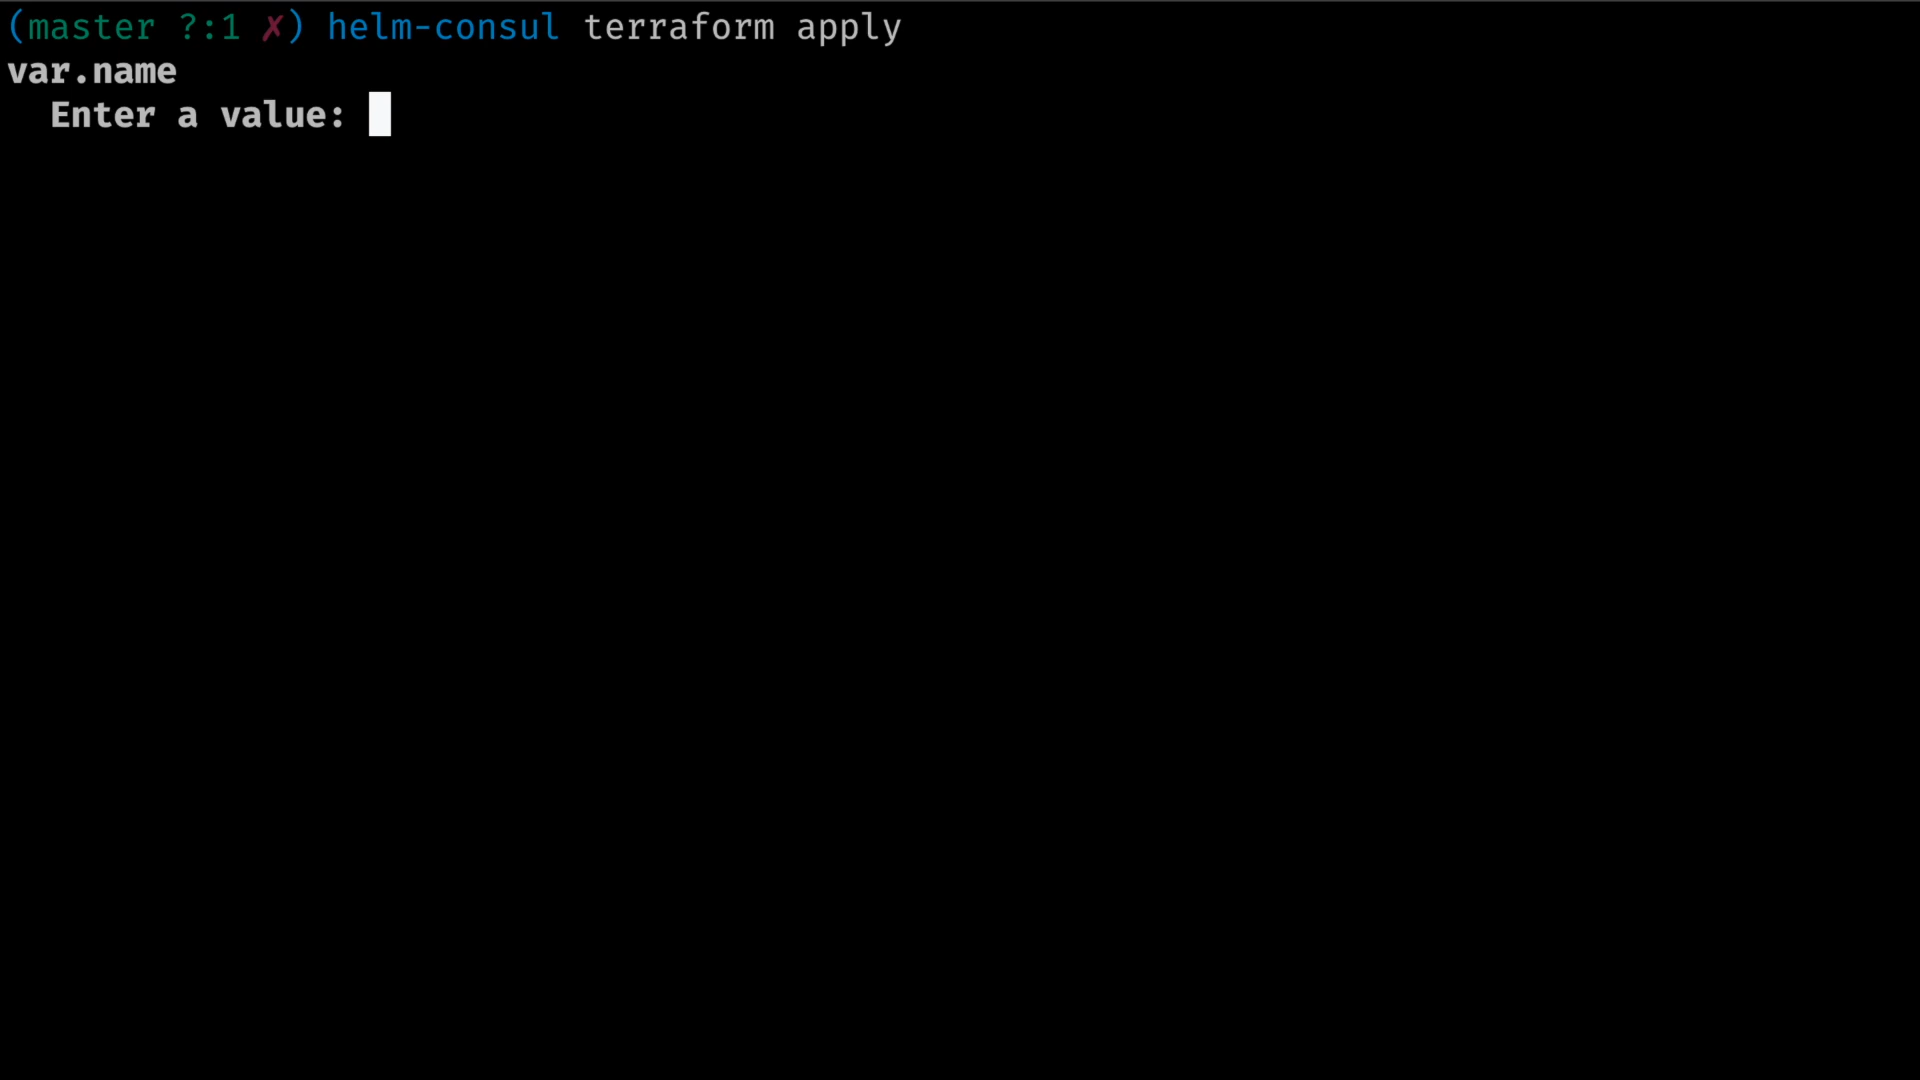 (master ?:1 ✗) helm-consul terraform apply
var.name
  Enter a value: